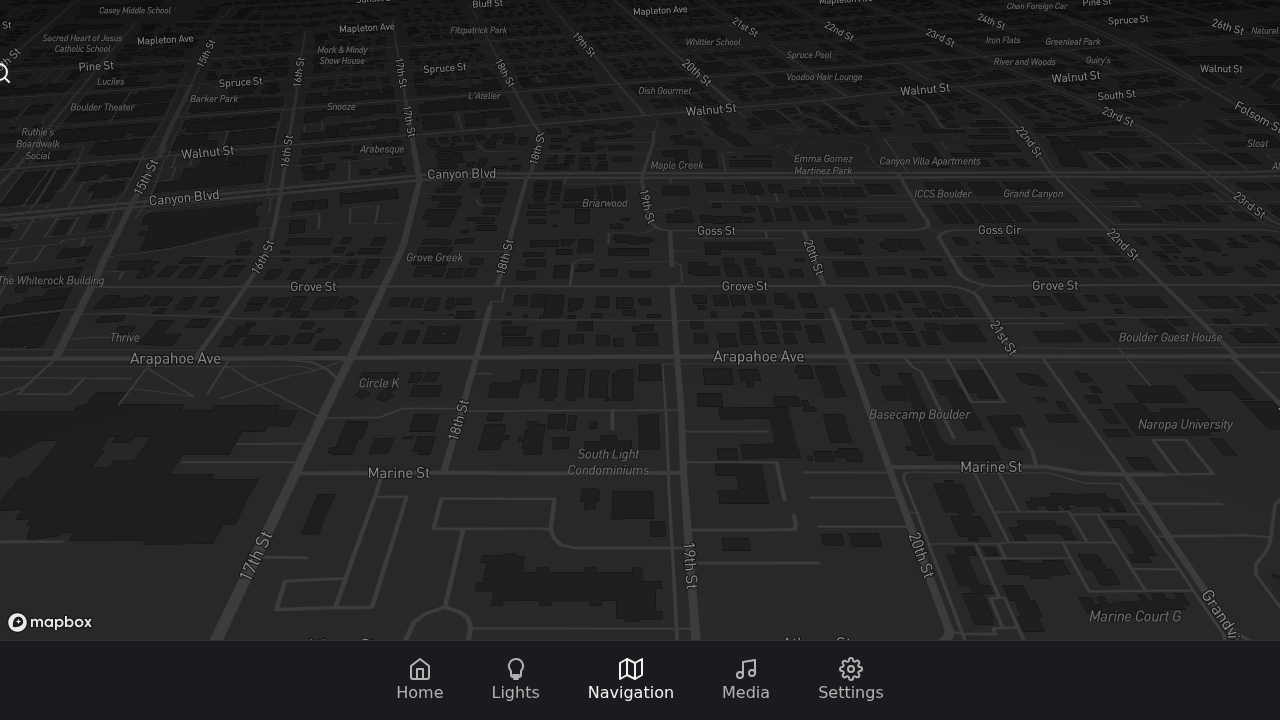 Casey Middle School
Bluff St
Mapleton Ave
Chan Foreign Car
Pine St
St
Sacred Heart of Jesus
Catholic School
Mapleton Ave
15th St
Mapleton Ave
Fitzpatrick Park
19th St
21st St
22nd St
24th St
Spruce St
26th St
Natural
Mork & Mindy
Show House
Whittier School
23rd St
Iron Flats
Greenleaf Park
Pine St
Luciles
16th St
17th St
Spruce St
18th St
20th St
Spruce Pool
River and Woods
Guiry's
Spruce St
Voodoo Hair Lounge
Walnut St
Walnut St
Barker Park
Boulder Theater
Snooze
L'Atelier
Dish Gourmet
Walnut St
Walnut St
South St
23rd St
Folsom S
17th St
Ruthie's
Boardwalk
Social
Walnut St
16th St
Arabesque
18th St
Maple Creek
Emma Gomez
Martinez Park
Canyon Villa Apartments
22nd St
Sloat
15th St
Canyon Blvd
Canyon Blvd
Briarwood
19th St
ICCS Boulder
Grand Canyon
23rd St
Goss St
Goss Cir
22nd St
16th St
Grove Greek
18th St
20th St
The Whiterock Building
Grove St
Grove St
Grove St
Thrive
21st St
Boulder Guest House
Arapahoe Ave
Arapahoe Ave
Circle K
18th St
Basecamp Boulder
Naropa University
South Light
Condominiums
Marine St
Marine St
17th St
19th St
20th St
Grandvi
Marine Court G
mapbox
Home
Lights
Navigation
Media
Settings